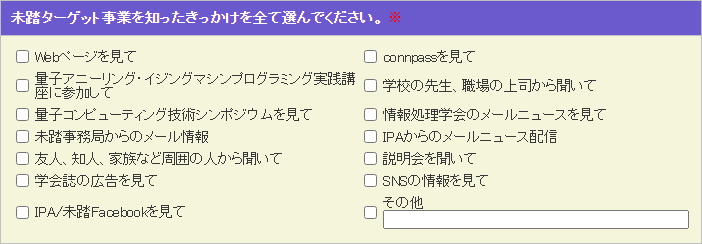 未踏ターゲット事業を知ったきっかけを全て選んでください。 ※
Webページを見て
connpassを見て
量子アニーリング・イジングマシンプログラミング実践講
座に参加して
学校の先生、職場の上司から聞いて
量子コンピューティング技術シンポジウムを見て
情報処理学会のメールニュースを見て
未踏事務局からのメール情報
IPAからのメールニュース配信
友人、知人、家族など周囲の人から聞いて
説明会を聞いて
学会誌の広告を見て
SNSの情報を見て
IPA/未踏Facebookを見て
その他